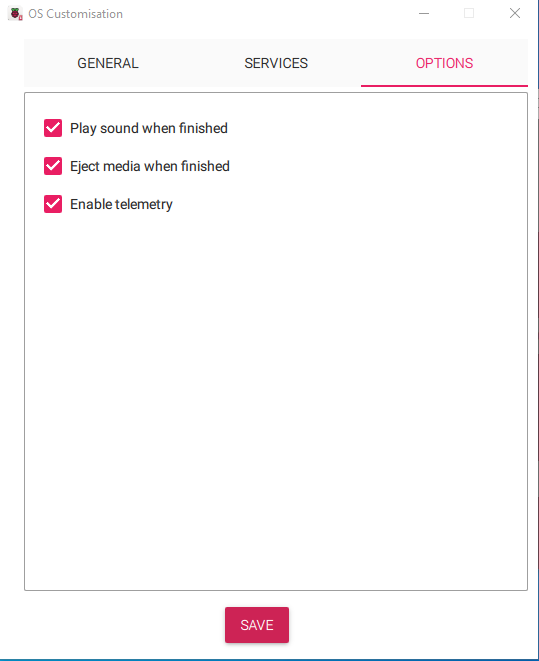 OS Customisation
GENERAL SERVICES OPTIONS
Play sound when finished
Eject media when finished
Enable telemetry
SAVE